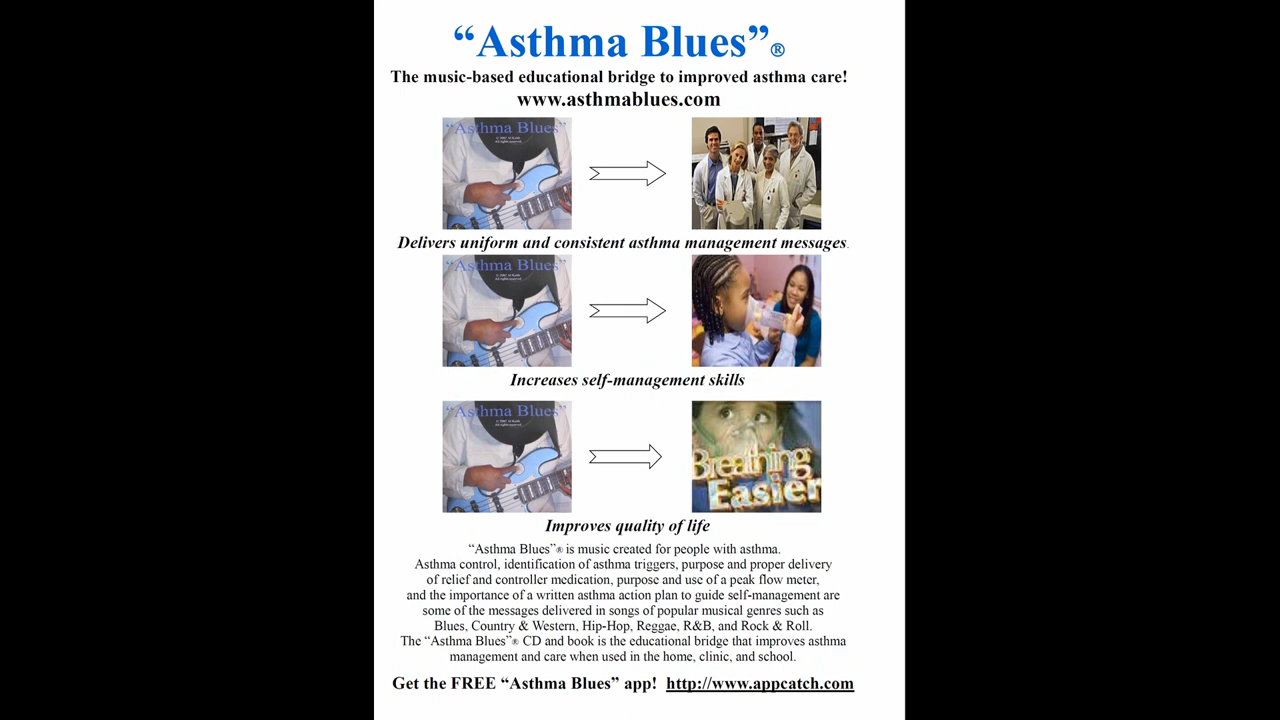 “Asthma Blues”®
The music-based educational bridge to improved asthma care!
www.asthmablues.com
“Asthma Blues”
Delivers uniform and consistent asthma management messages.
“Asthma Blues”
Increases self-management skills
“Asthma Blues”
Breathing
Easier
Improves quality of life
“Asthma Blues”® is music created for people with asthma.
Asthma control, identification of asthma triggers, purpose and proper delivery
of relief and controller medication, purpose and use of a peak flow meter,
and the importance of a written asthma action plan to guide self-management are
some of the messages delivered in songs of popular musical genres such as
Blues, Country & Western, Hip-Hop, Reggae, R&B, and Rock & Roll.
The “Asthma Blues”® CD and book is the educational bridge that improves asthma
management and care when used in the home, clinic, and school.
Get the FREE “Asthma Blues” app! http://www.appcatch.com